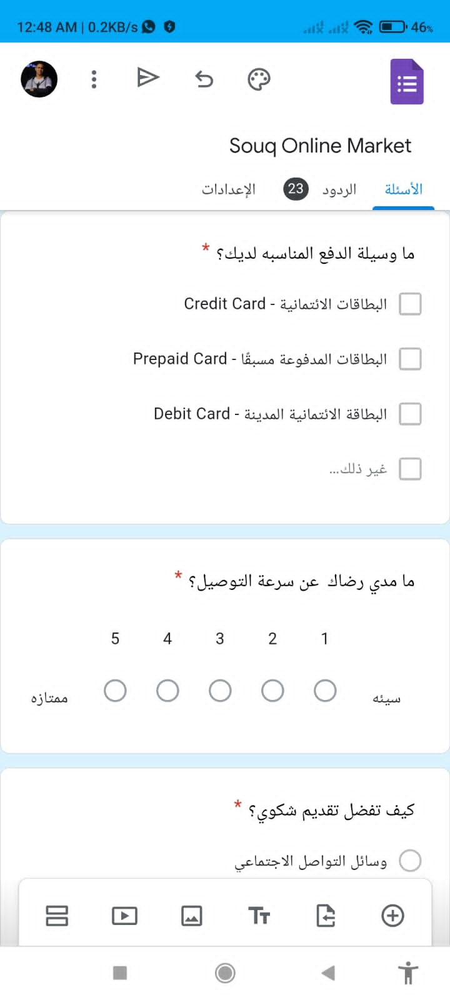 12:48 AM | 0.2KB/s
46%
Souq Online Market
الأسئلة
الردود 23
الإعدادات
ما وسيلة الدفع المناسبه لديك؟ *
البطاقات الائتمانية - Credit Card
البطاقات المدفوعة مسبقًا - Prepaid Card
البطاقة الائتمانية المدينة - Debit Card
غير ذلك...
ما مدي رضاك عن سرعة التوصيل؟ *
1 2 3 4 5
سيئه
ممتازه
كيف تفضل تقديم شكوي؟ *
وسائل التواصل الاجتماعي
Tт